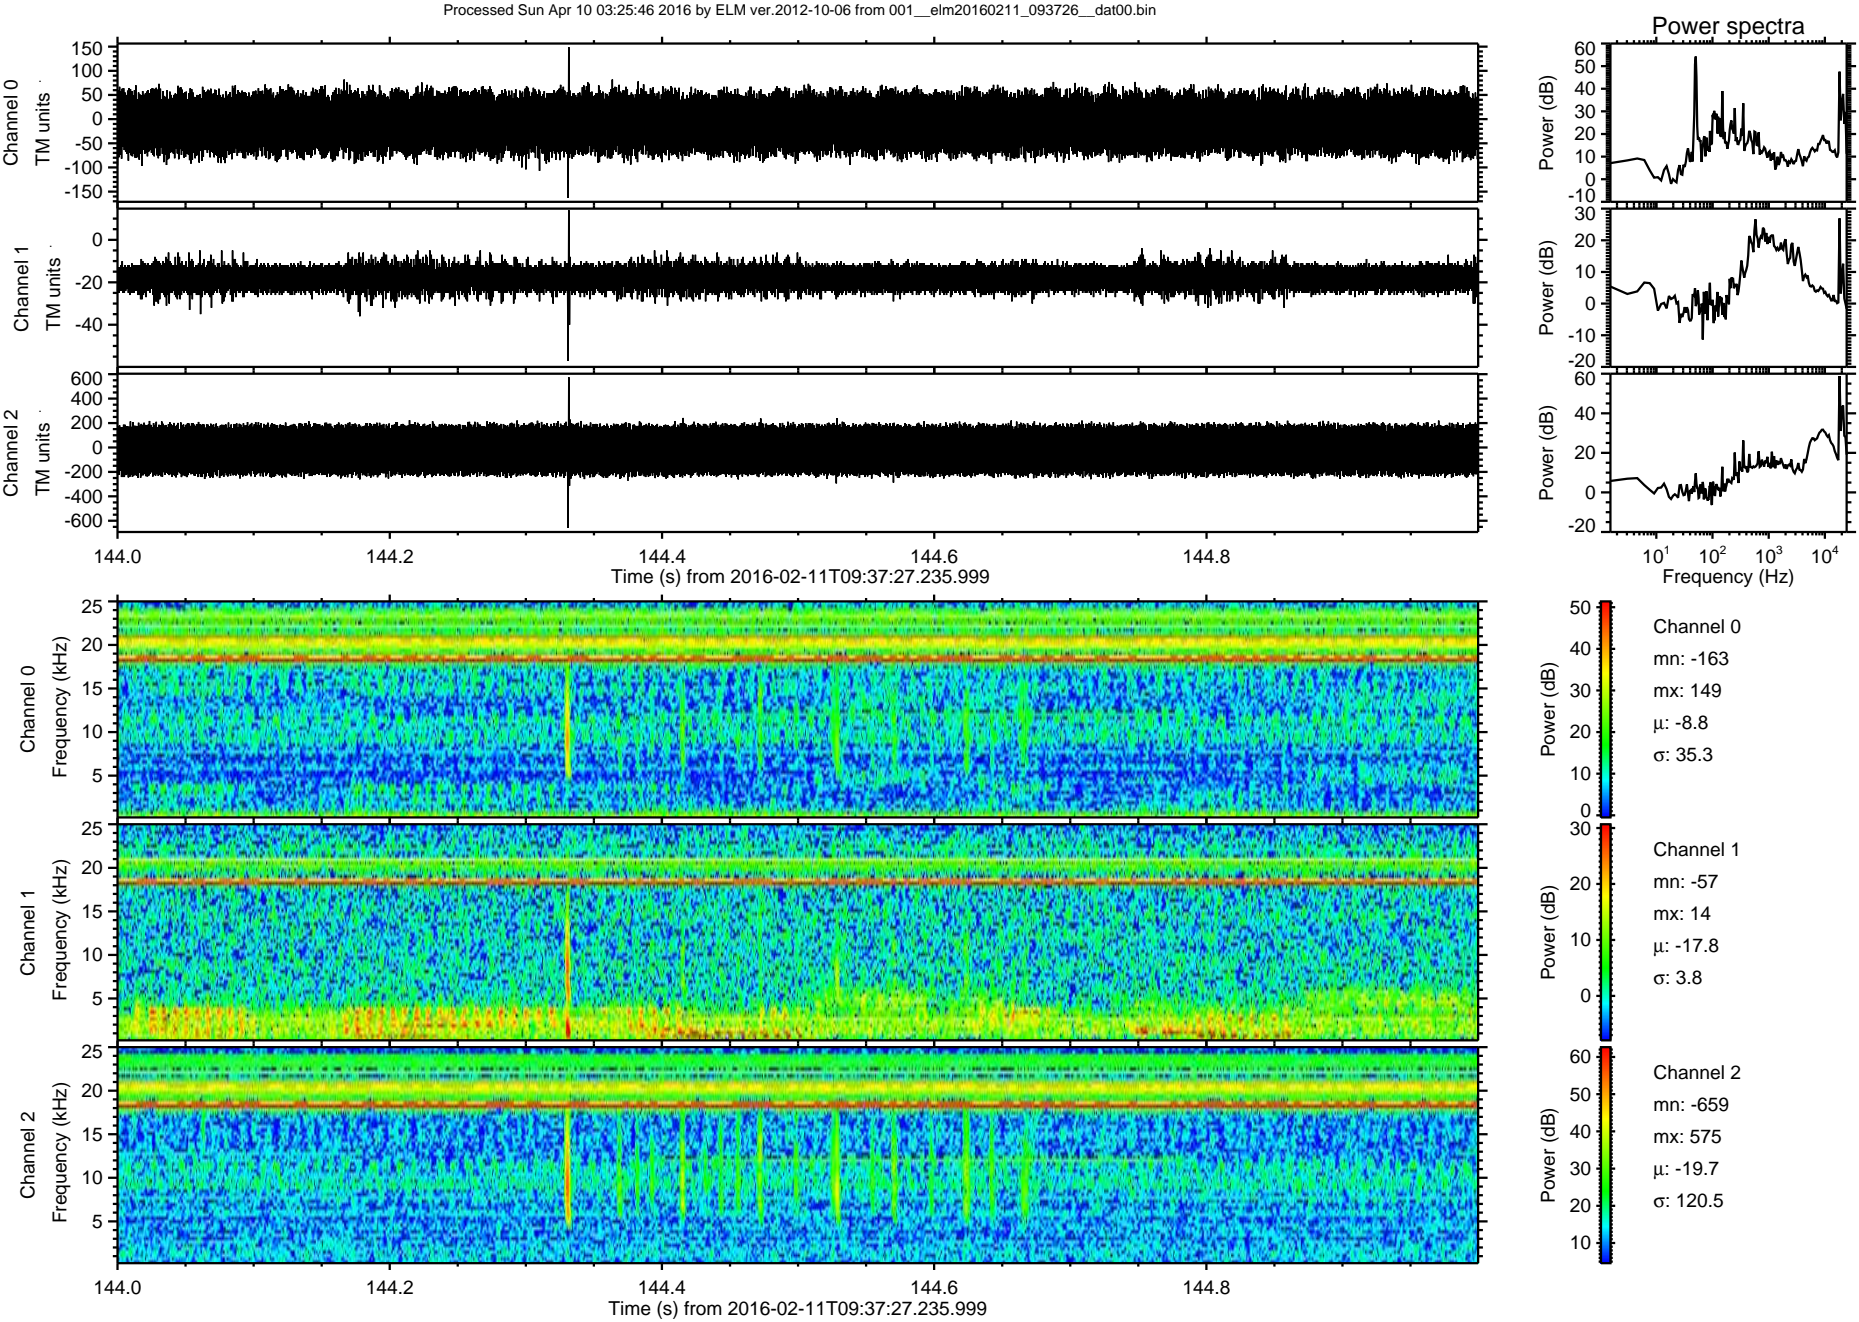 Processed Sun Apr 10 03:25:46 2016 by ELM ver.2012-10-06 from 001__elm20160211_093726__dat00.bin
Power spectra
Channel 0
TM units
150
100
50
0
-50
-100
-150
Power (dB)
60
50
40
30
20
10
0
-10
Channel 1
TM units
0
-20
-40
Power (dB)
30
20
10
0
-10
-20
Channel 2
TM units
600
400
200
0
-200
-400
-600
Power (dB)
60
40
20
0
-20
144.0 144.2 144.4 144.6 144.8
Time (s) from 2016-02-11T09:37:27.235.999
10¹ 10² 10³ 10⁴
Frequency (Hz)
Channel 0
Frequency (kHz)
25
20
15
10
5
Power (dB)
50
40
30
20
10
0
Channel 0
mn: -163
mx: 149
µ: -8.8
σ: 35.3
Channel 1
Frequency (kHz)
25
20
15
10
5
Power (dB)
30
20
10
0
Channel 1
mn: -57
mx: 14
µ: -17.8
σ: 3.8
Channel 2
Frequency (kHz)
25
20
15
10
5
Power (dB)
60
50
40
30
20
10
Channel 2
mn: -659
mx: 575
µ: -19.7
σ: 120.5
144.0 144.2 144.4 144.6 144.8
Time (s) from 2016-02-11T09:37:27.235.999